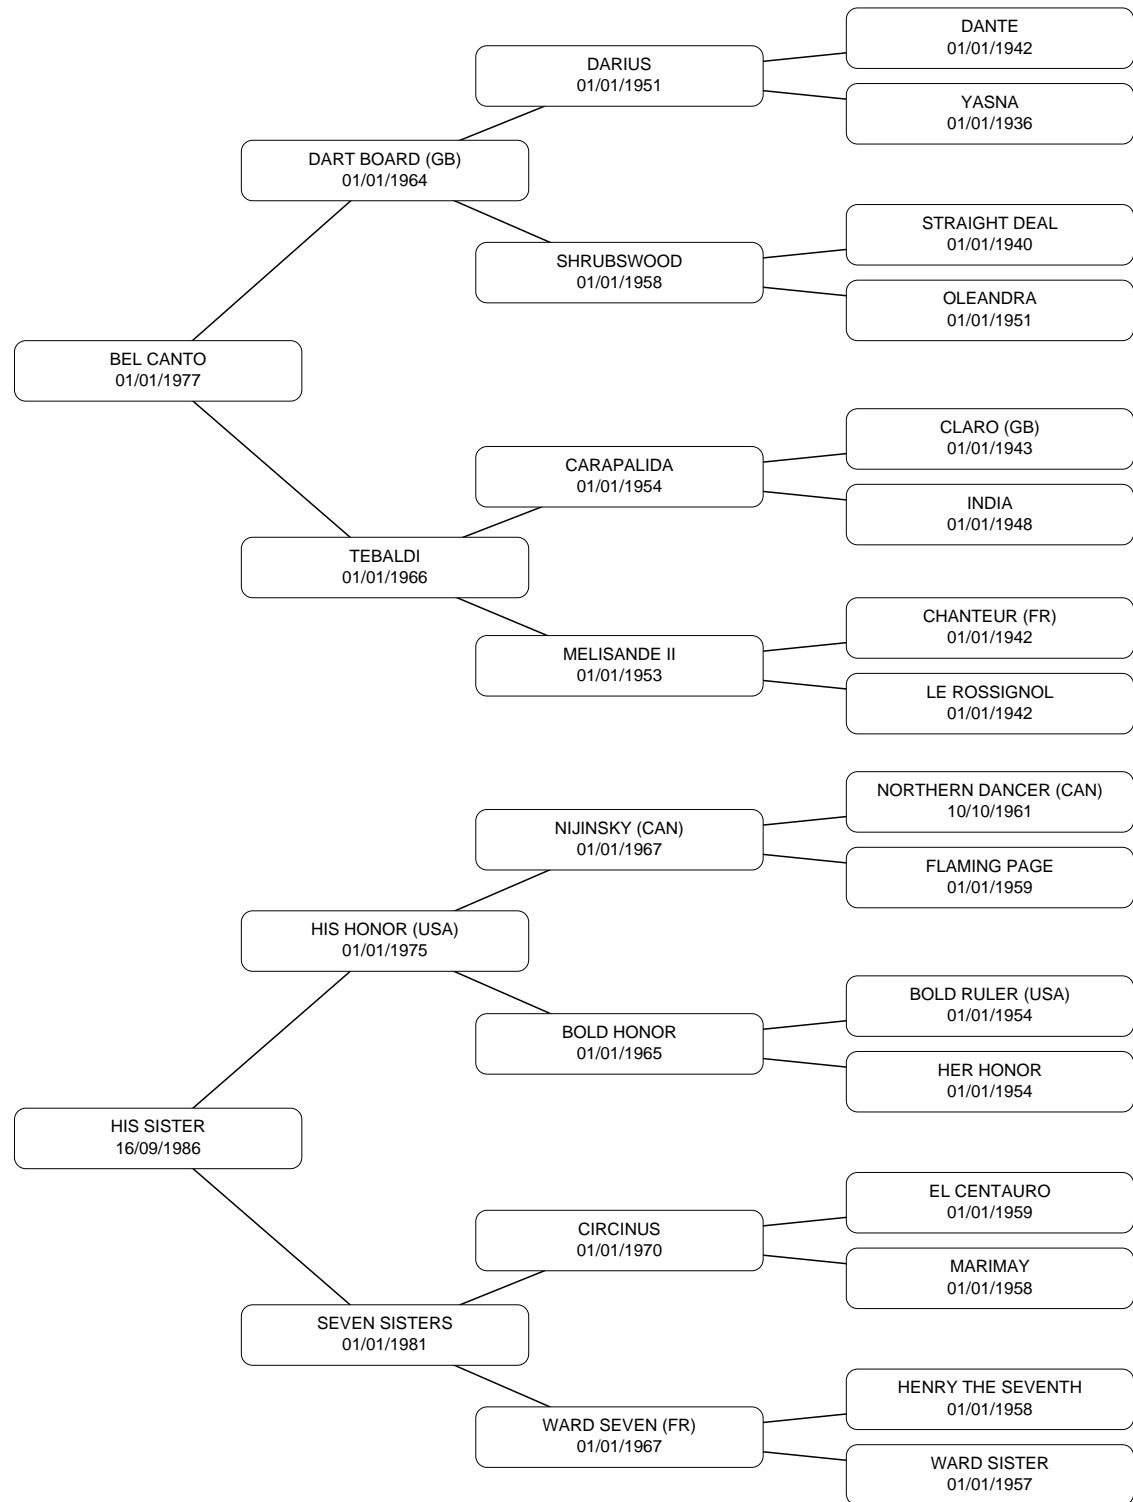 DANTE
01/01/1942
DARIUS
01/01/1951
YASNA
01/01/1936
DART BOARD (GB)
01/01/1964
STRAIGHT DEAL
01/01/1940
SHRUBSWOOD
01/01/1958
OLEANDRA
01/01/1951
BEL CANTO
01/01/1977
CLARO (GB)
01/01/1943
CARAPALIDA
01/01/1954
INDIA
01/01/1948
TEBALDI
01/01/1966
CHANTEUR (FR)
01/01/1942
MELISANDE II
01/01/1953
LE ROSSIGNOL
01/01/1942
NORTHERN DANCER (CAN)
10/10/1961
NIJINSKY (CAN)
01/01/1967
FLAMING PAGE
01/01/1959
HIS HONOR (USA)
01/01/1975
BOLD RULER (USA)
01/01/1954
BOLD HONOR
01/01/1965
HER HONOR
01/01/1954
HIS SISTER
16/09/1986
EL CENTAURO
01/01/1959
CIRCINUS
01/01/1970
MARIMAY
01/01/1958
SEVEN SISTERS
01/01/1981
HENRY THE SEVENTH
01/01/1958
WARD SEVEN (FR)
01/01/1967
WARD SISTER
01/01/1957